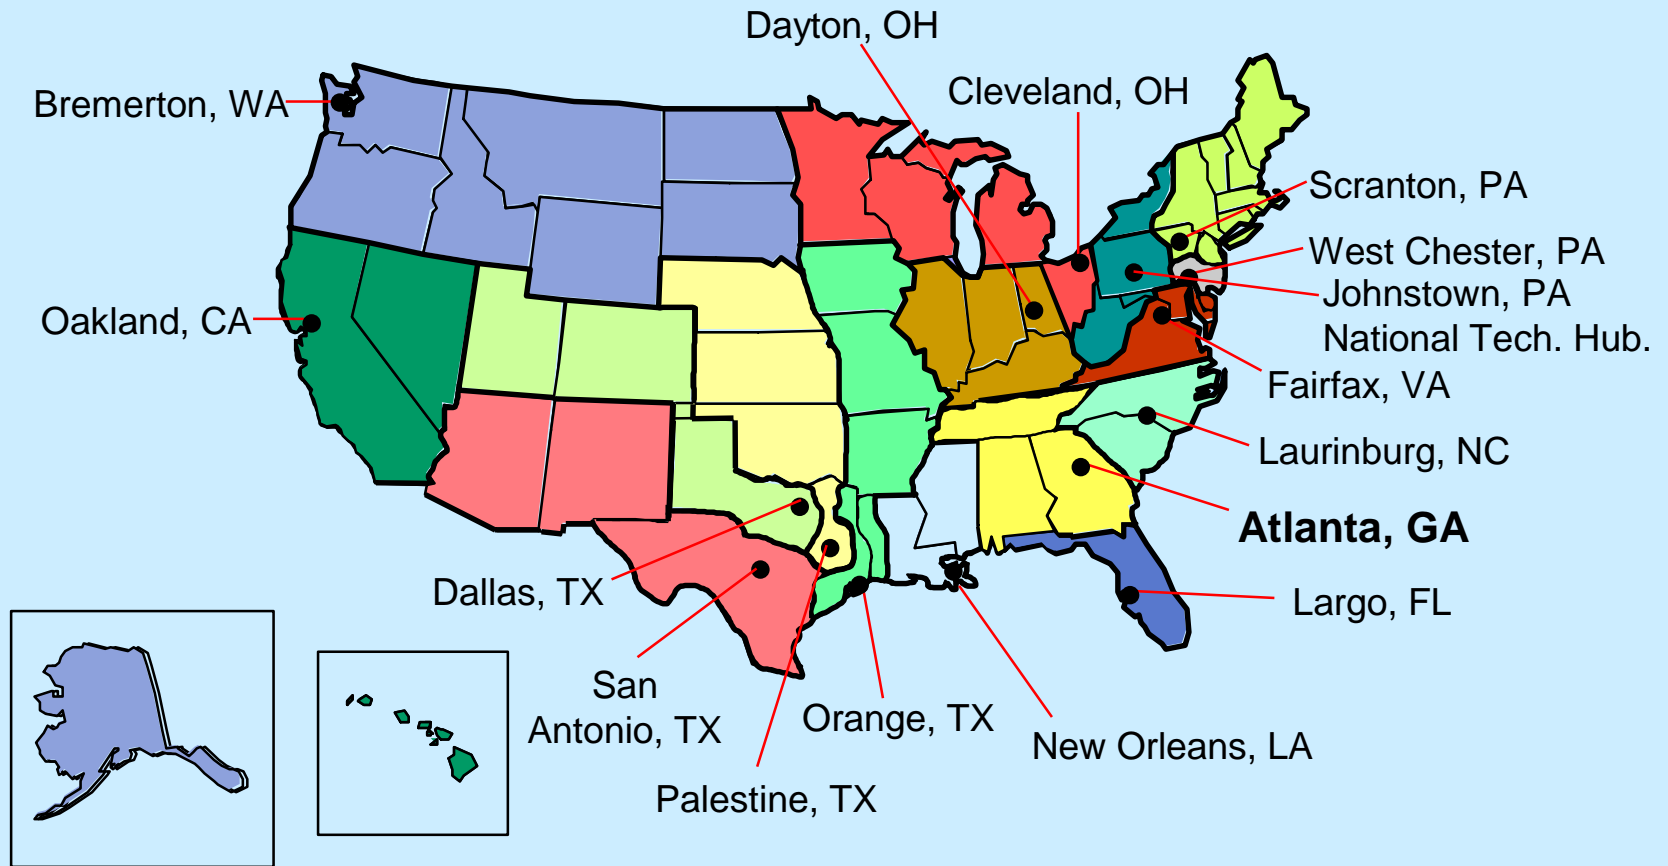 Dayton, OH
Cleveland, OH
Bremerton, WA
Scranton, PA
West Chester, PA
Johnstown, PA
National Tech. Hub.
Oakland, CA
Fairfax, VA
Laurinburg, NC
Atlanta, GA
Dallas, TX
Largo, FL
San
Antonio, TX
Orange, TX
New Orleans, LA
Palestine, TX